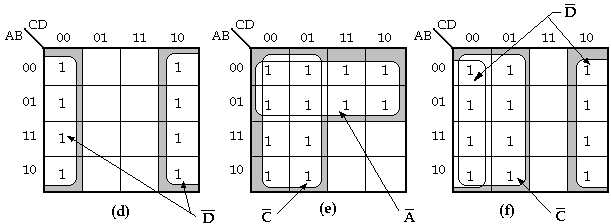 CD
AB 00 01 11 10
00 1 1
01 1 1
11 1 1
10 1 1
(d) D̅
CD
AB 00 01 11 10
00 1 1 1 1
01 1 1 1 1
11 1 1
10 1 1
C̅ (e) A̅
D̅
CD
AB 00 01 11 10
00 1 1 1
01 1 1 1
11 1 1 1
10 1 1 1
(f) C̅